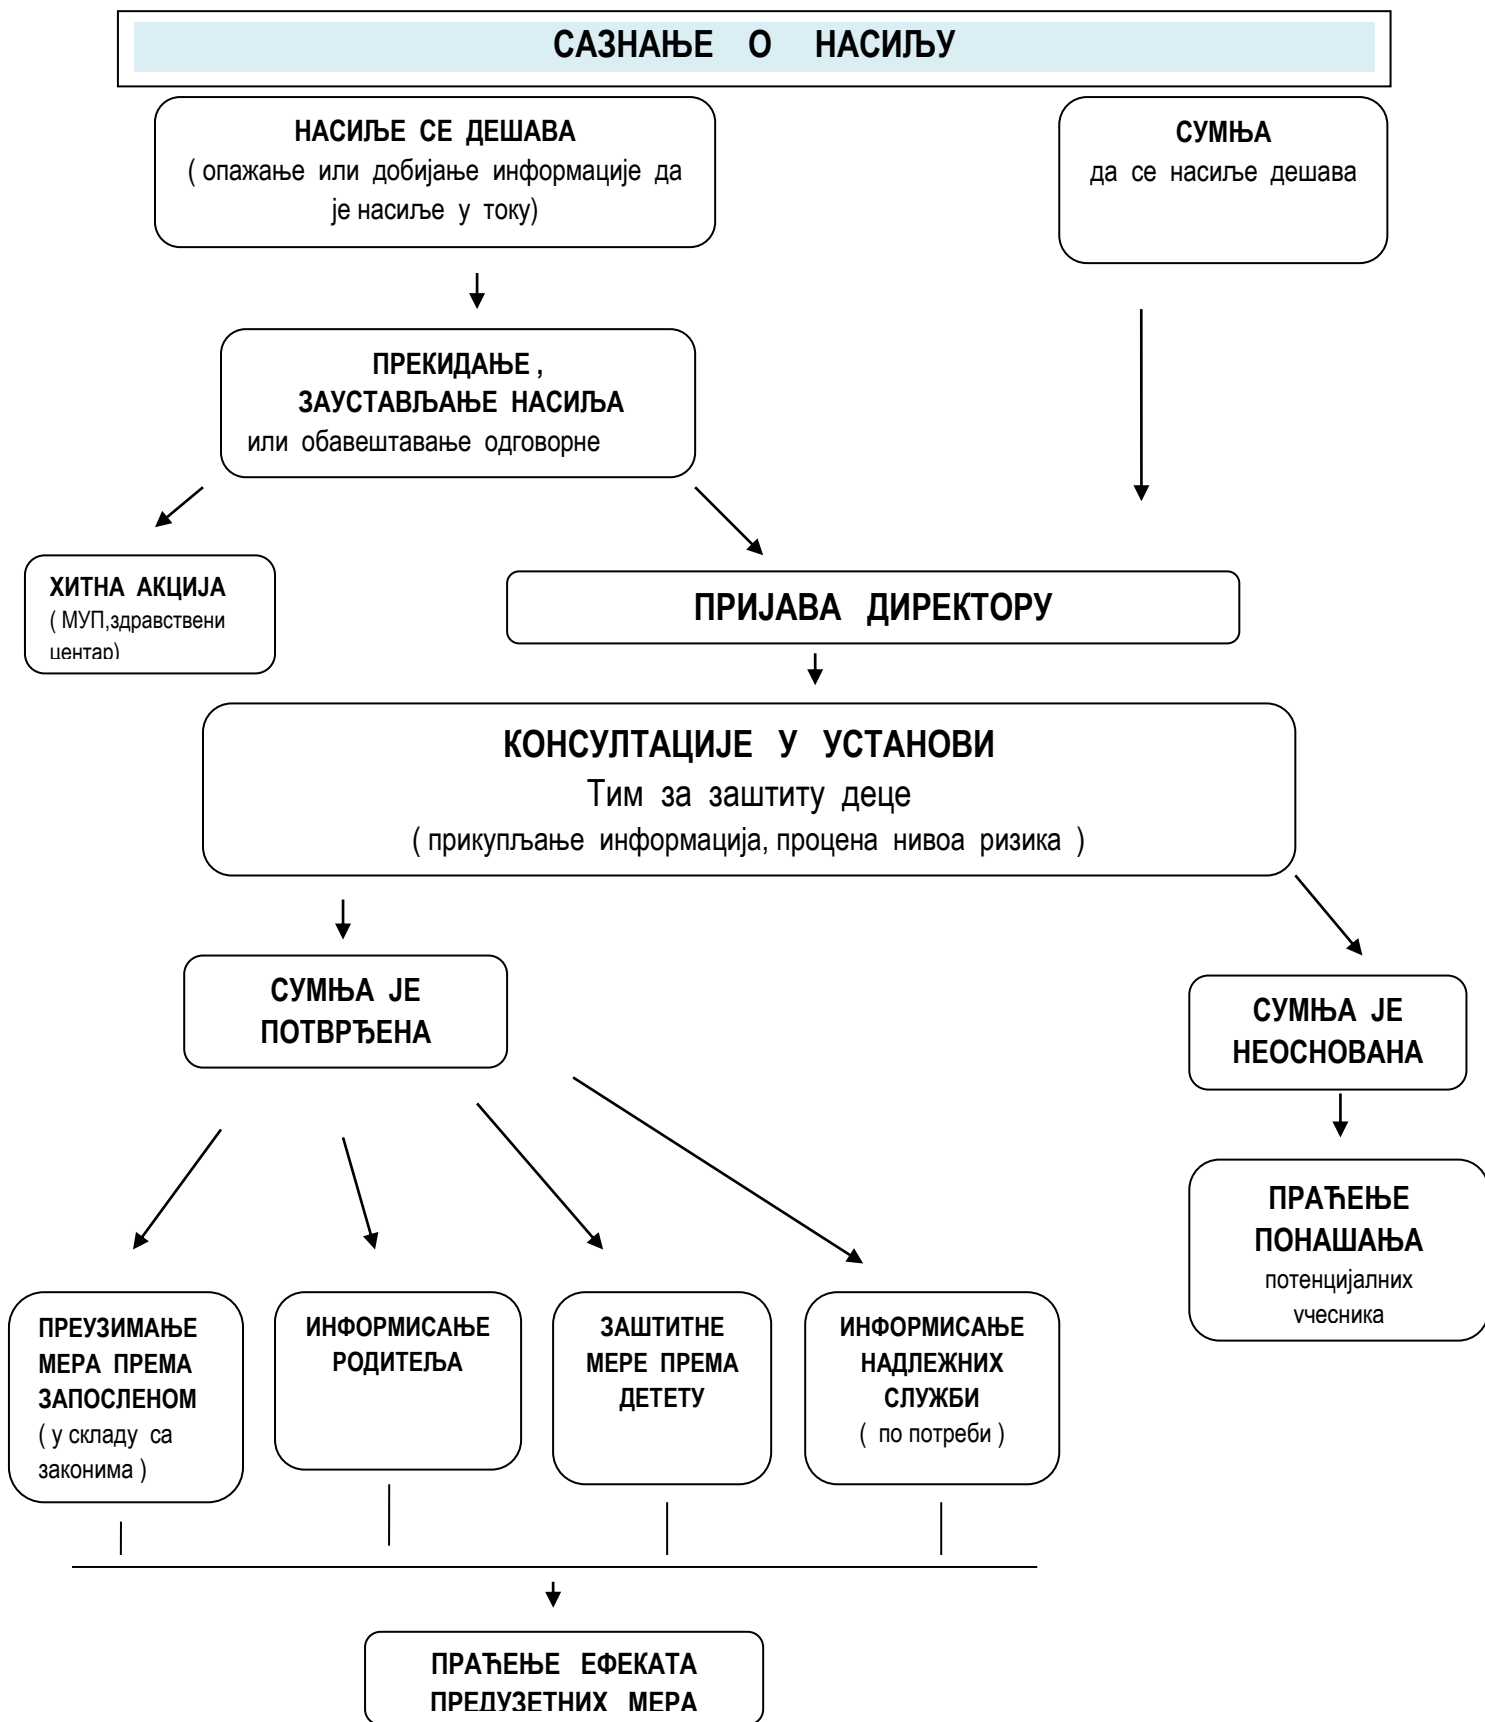 САЗНАЊЕ О НАСИЉУ
НАСИЉЕ СЕ ДЕШАВА
( опажање или добијање информације да
је насиље у току)
СУМЊА
да се насиље дешава
ПРЕКИДАЊЕ ,
ЗАУСТАВЉАЊЕ НАСИЉА
или обавештавање одговорне
ХИТНА АКЦИЈА
( МУП,здравствени
центар)
ПРИЈАВА ДИРЕКТОРУ
КОНСУЛТАЦИЈЕ У УСТАНОВИ
Тим за заштиту деце
( прикупљање информација, процена нивоа ризика )
СУМЊА ЈЕ
ПОТВРЂЕНА
СУМЊА ЈЕ
НЕОСНОВАНА
ПРАЋЕЊЕ
ПОНАШАЊА
потенцијалних
учесника
ПРЕУЗИМАЊЕ
МЕРА ПРЕМА
ЗАПОСЛЕНОМ
( у складу са
законима )
ИНФОРМИСАЊЕ
РОДИТЕЉА
ЗАШТИТНЕ
МЕРЕ ПРЕМА
ДЕТЕТУ
ИНФОРМИСАЊЕ
НАДЛЕЖНИХ
СЛУЖБИ
( по потреби )
ПРАЋЕЊЕ ЕФЕКАТА
ПРЕДУЗЕТНИХ МЕРА